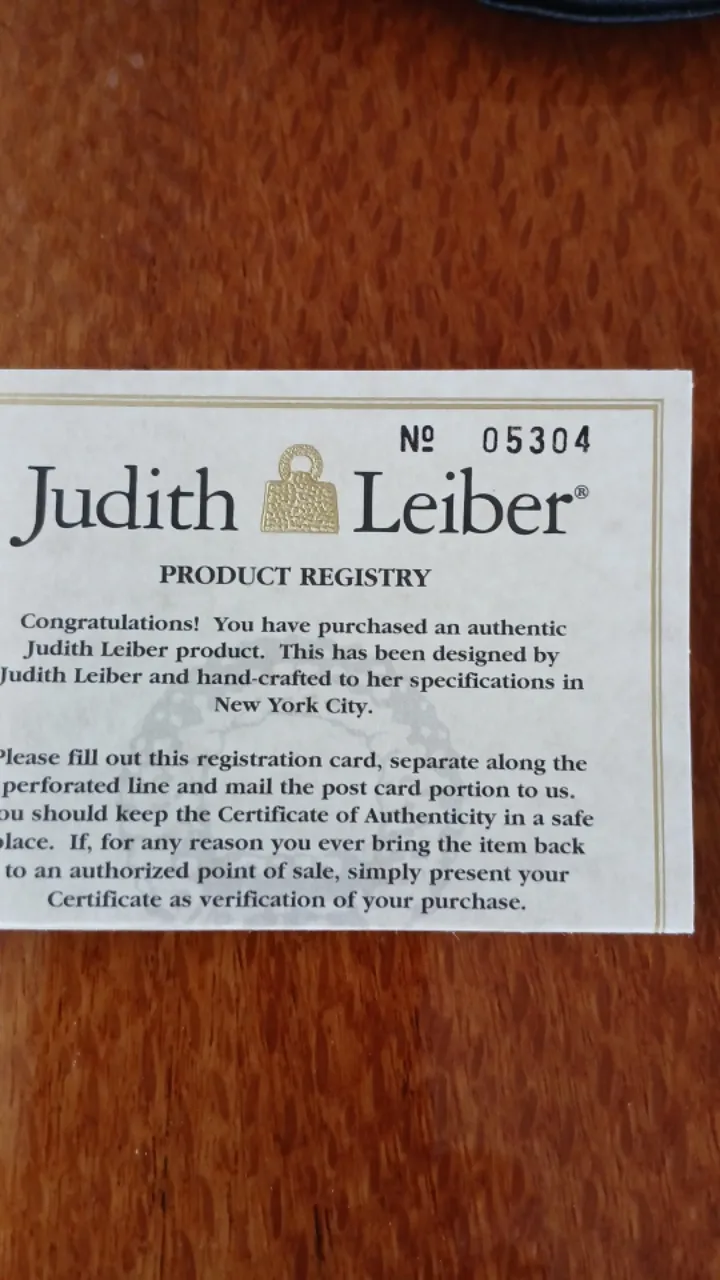 Nº 05304
Judith Leiber®
PRODUCT REGISTRY
Congratulations! You have purchased an authentic
Judith Leiber product. This has been designed by
Judith Leiber and hand-crafted to her specifications in
New York City.
Please fill out this registration card, separate along the
perforated line and mail the post card portion to us.
ou should keep the Certificate of Authenticity in a safe
lace. If, for any reason you ever bring the item back
to an authorized point of sale, simply present your
Certificate as verification of your purchase.